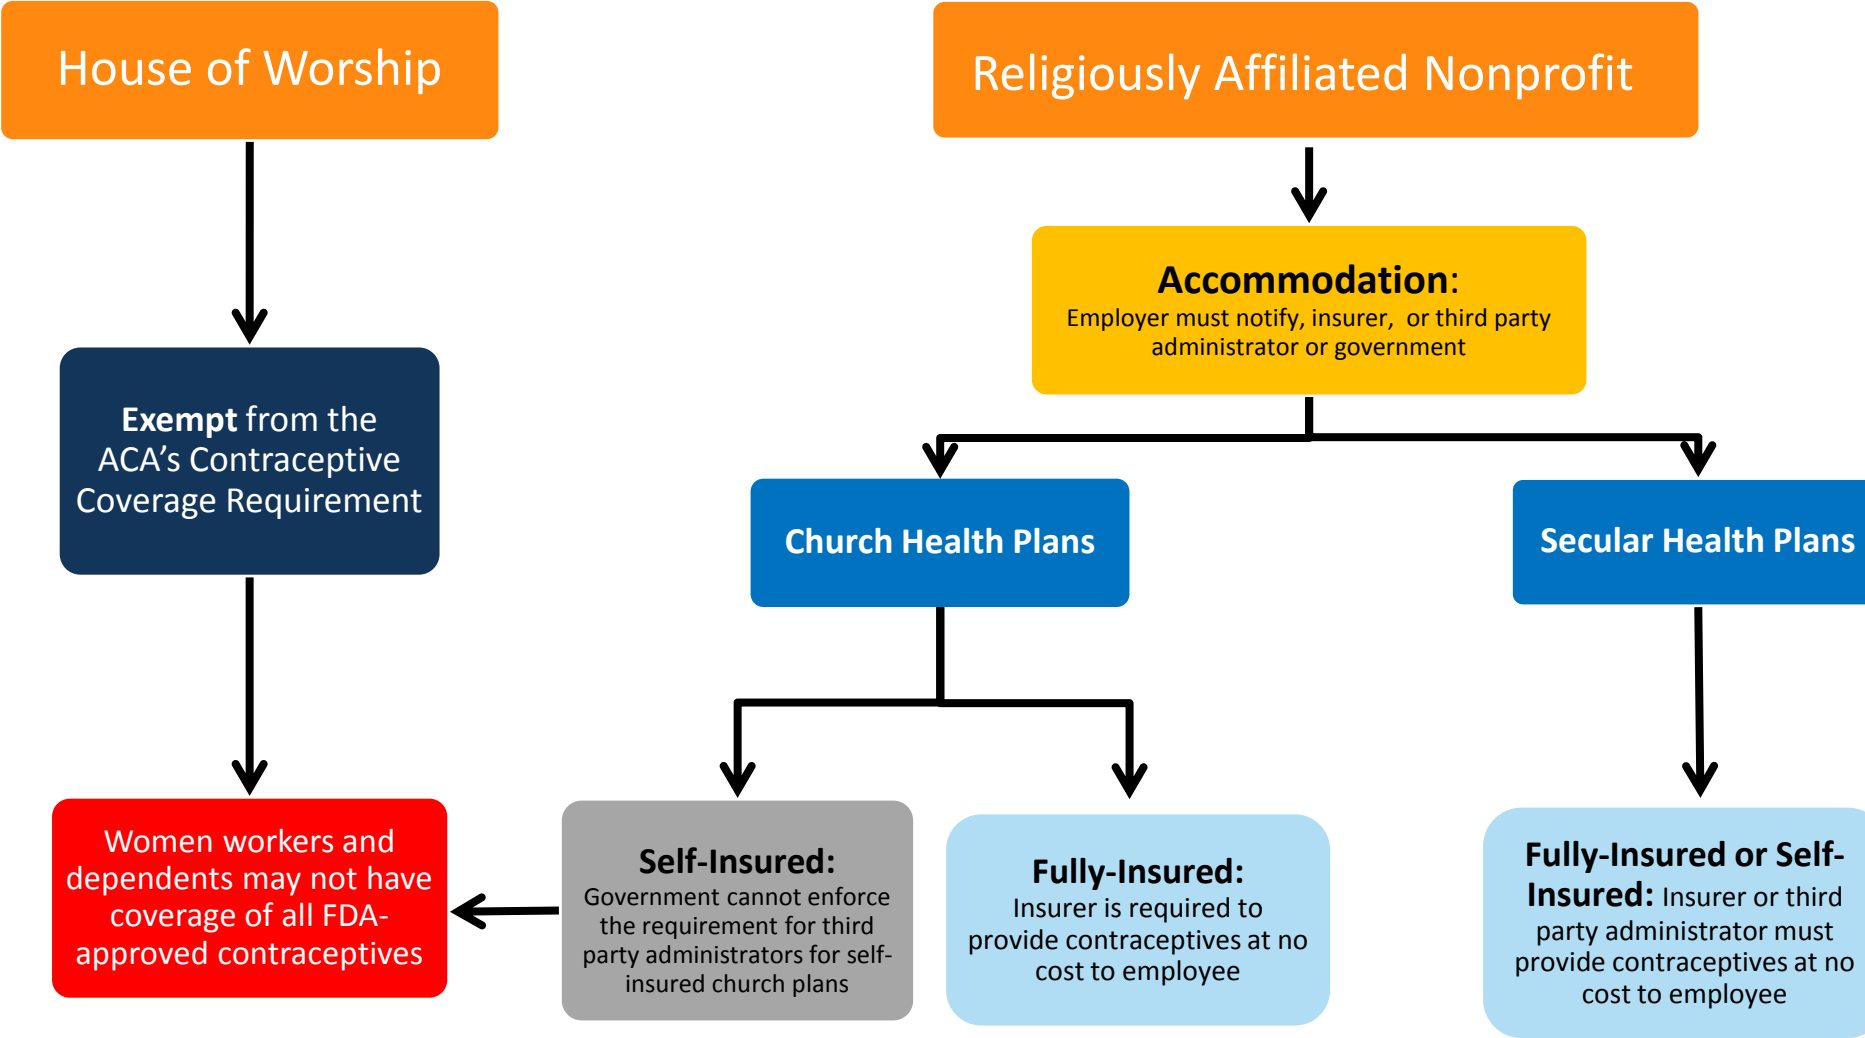 House of Worship
Religiously Affiliated Nonprofit
Accommodation:
Employer must notify, insurer, or third party
administrator or government
Exempt from the
ACA’s Contraceptive
Coverage Requirement
Church Health Plans
Secular Health Plans
Women workers and
dependents may not have
coverage of all FDA-
approved contraceptives
Self-Insured:
Government cannot enforce
the requirement for third
party administrators for self-
insured church plans
Fully-Insured:
Insurer is required to
provide contraceptives at no
cost to employee
Fully-Insured or Self-
Insured: Insurer or third
party administrator must
provide contraceptives at no
cost to employee